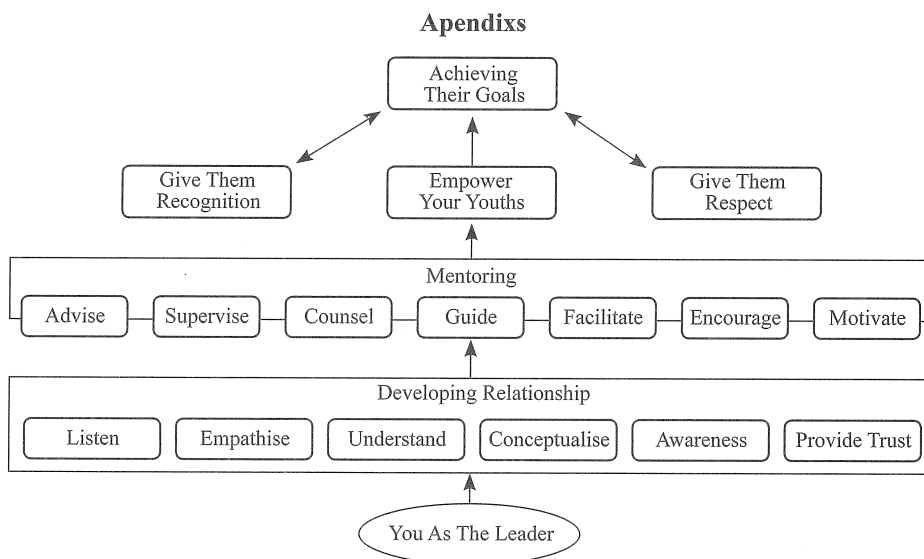 Apendixs
Achieving
Their Goals
Give Them
Recognition
Empower
Your Youths
Give Them
Respect
Mentoring
Advise
Supervise
Counsel
Guide
Facilitate
Encourage
Motivate
Developing Relationship
Listen
Empathise
Understand
Conceptualise
Awareness
Provide Trust
You As The Leader